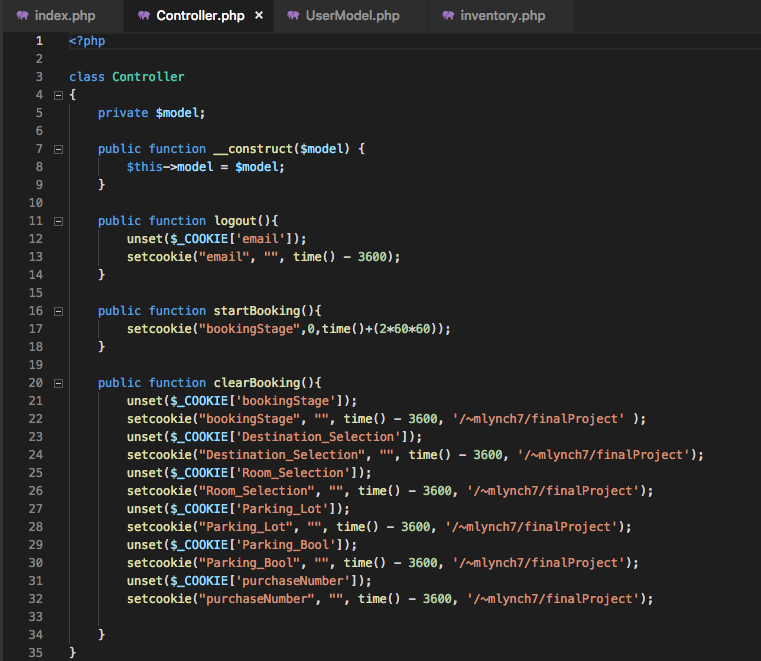 index.php Controller.php × UserModel.php inventory.php
1 <?php
2
3 class Controller
4 {
5     private $model;
6
7     public function __construct($model) {
8         $this->model = $model;
9     }
10
11     public function logout(){
12         unset($_COOKIE['email']);
13         setcookie("email", "", time() - 3600);
14     }
15
16     public function startBooking(){
17         setcookie("bookingStage",0,time()+(2*60*60));
18     }
19
20     public function clearBooking(){
21         unset($_COOKIE['bookingStage']);
22         setcookie("bookingStage", "", time() - 3600, '/~mlynch7/finalProject' );
23         unset($_COOKIE['Destination_Selection']);
24         setcookie("Destination_Selection", "", time() - 3600, '/~mlynch7/finalProject');
25         unset($_COOKIE['Room_Selection']);
26         setcookie("Room_Selection", "", time() - 3600, '/~mlynch7/finalProject');
27         unset($_COOKIE['Parking_Lot']);
28         setcookie("Parking_Lot", "", time() - 3600, '/~mlynch7/finalProject');
29         unset($_COOKIE['Parking_Bool']);
30         setcookie("Parking_Bool", "", time() - 3600, '/~mlynch7/finalProject');
31         unset($_COOKIE['purchaseNumber']);
32         setcookie("purchaseNumber", "", time() - 3600, '/~mlynch7/finalProject');
33
34     }
35 }